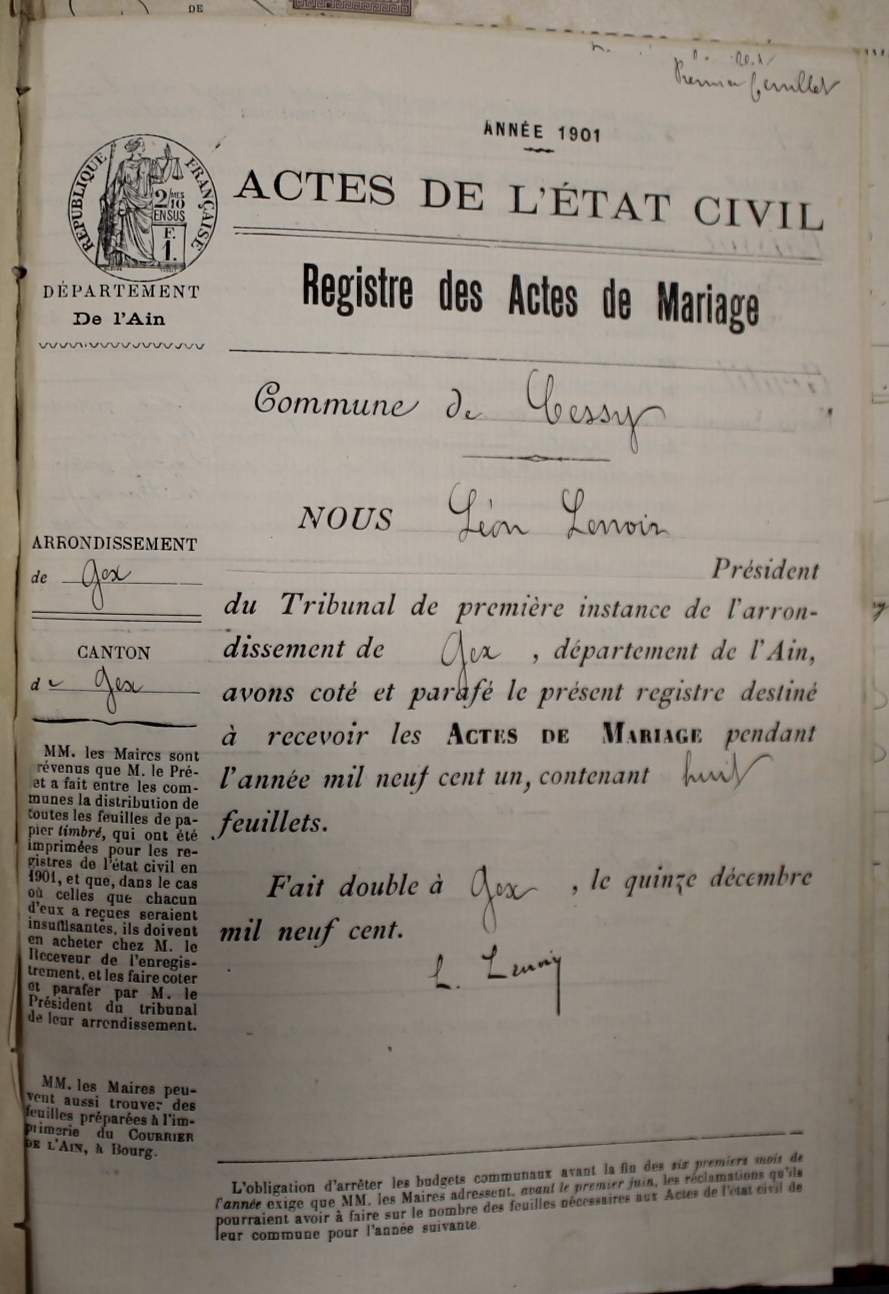 DE
Premier feuillet
ANNÉE 1901
ACTES DE L'ÉTAT CIVIL
RÉPUBLIQUE FRANÇAISE
2/10 MES
EN SUS
F.
1.
DÉPARTEMENT
De l'Ain
Registre des Actes de Mariage
Commune de Cessy
NOUS Léon Lenoir
Président
du Tribunal de première instance de l'arron-
dissement de Gex, département de l'Ain,
avons coté et parafé le présent registre destiné
à recevoir les ACTES DE MARIAGE pendant
l'année mil neuf cent un, contenant huit
feuillets.
Fait double à Gex, le quinze décembre
mil neuf cent.
L. Lenoir
ARRONDISSEMENT
de Gex
CANTON
de Gex
MM. les Maires sont
révenus que M. le Pré-
et a fait entre les com-
munes la distribution de
toutes les feuilles de pa-
pier timbré, qui ont été
imprimées pour les re-
gistres de l'état civil en
1901, et que, dans le cas
où celles que chacun
d'eux a reçues seraient
insuffisantes, ils doivent
en acheter chez M. le
Receveur de l'enregis-
trement, et les faire coter
et parafer par M. le
Président du tribunal
de leur arrondissement.
MM. les Maires peu-
vent aussi trouver des
feuilles préparées à l'im-
primerie du COURRIER
DE L'AIN, à Bourg.
L'obligation d'arrêter les budgets communaux avant la fin des six premiers mois de
l'année exige que MM. les Maires adressent, avant le premier juin, les réclamations qu'ils
pourraient avoir à faire sur le nombre des feuilles nécessaires aux Actes de l'état civil de
leur commune pour l'année suivante.